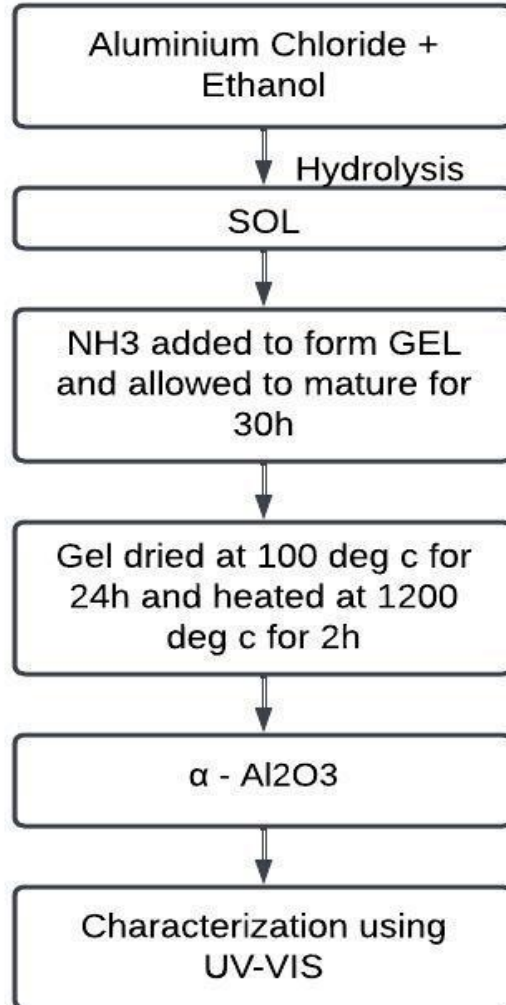 Aluminium Chloride +
Ethanol
Hydrolysis
SOL
NH3 added to form GEL
and allowed to mature for
30h
Gel dried at 100 deg c for
24h and heated at 1200
deg c for 2h
α - Al2O3
Characterization using
UV-VIS